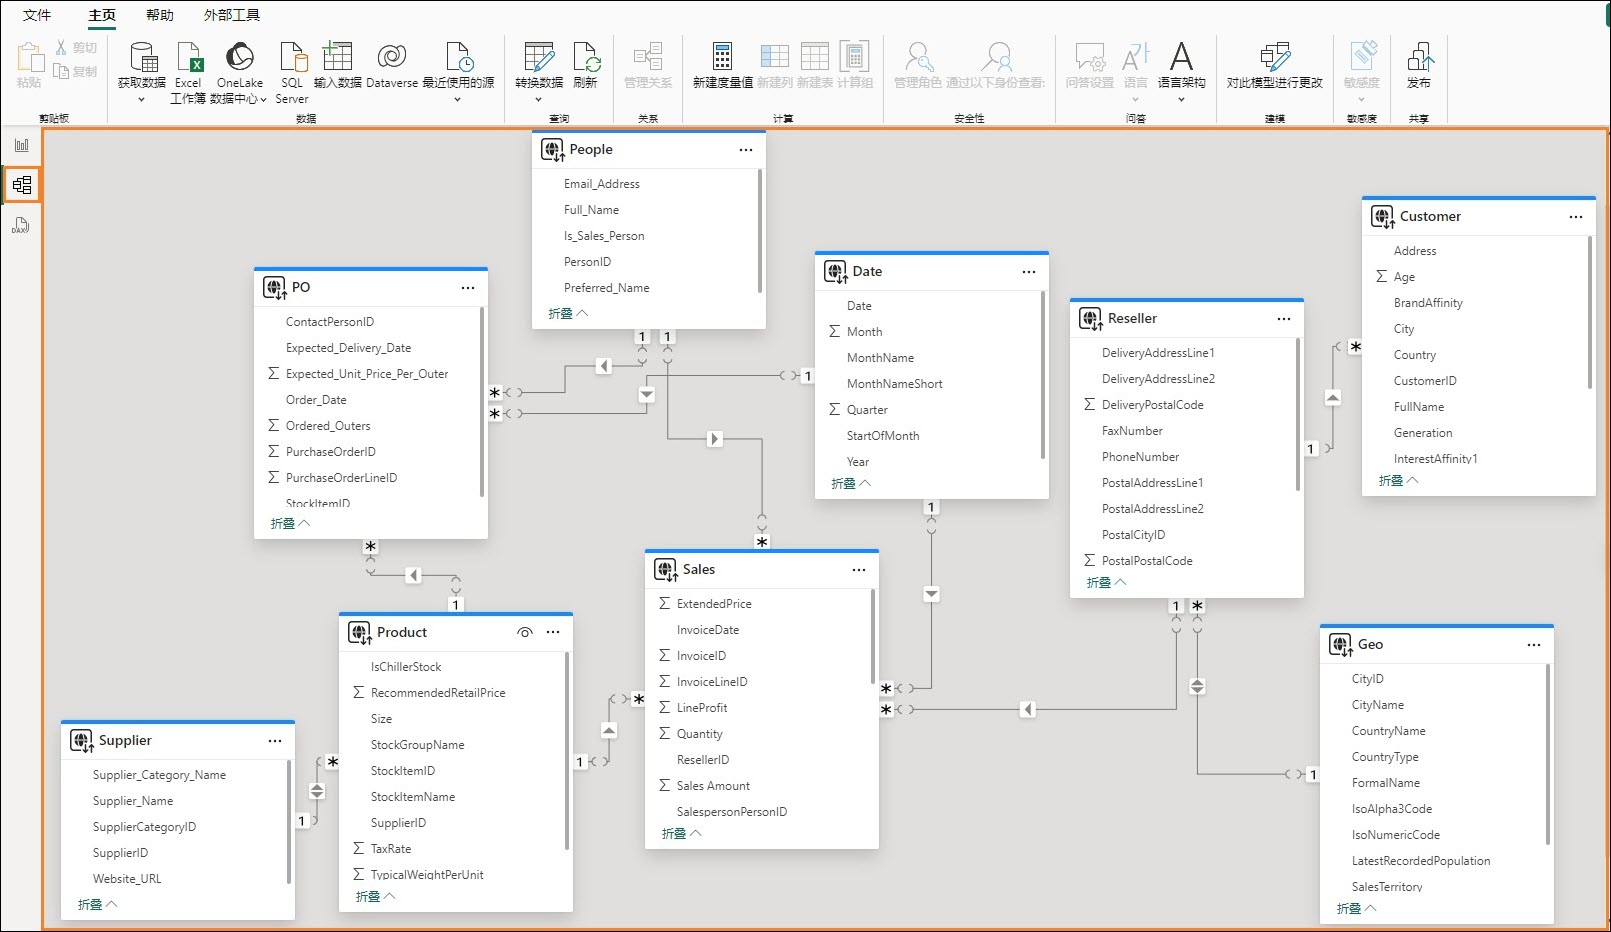 文件 主页 帮助 外部工具
粘贴 剪切 复制 获取数据 Excel 工作簿 OneLake 数据中心 SQL Server 输入数据 Dataverse 最近使用的源 转换数据 刷新 管理关系 新建度量值 新建列 新建表 计算组 管理角色 通过以下身份查看: 问答设置 语言 语言架构 对此模型进行更改 敏感度 发布
剪贴板 数据 查询 关系 计算 安全性 问答 建模 敏感度 共享
DAX
People
Email_Address
Full_Name
Is_Sales_Person
PersonID
Preferred_Name
折叠
PO
ContactPersonID
Expected_Delivery_Date
Expected_Unit_Price_Per_Outer
Order_Date
Ordered_Outers
PurchaseOrderID
PurchaseOrderLineID
StockItemID
折叠
Date
Date
Month
MonthName
MonthNameShort
Quarter
StartOfMonth
Year
折叠
Reseller
DeliveryAddressLine1
DeliveryAddressLine2
DeliveryPostalCode
FaxNumber
PhoneNumber
PostalAddressLine1
PostalAddressLine2
PostalCityID
PostalPostalCode
折叠
Customer
Address
Age
BrandAffinity
City
Country
CustomerID
FullName
Generation
InterestAffinity1
折叠
Sales
ExtendedPrice
InvoiceDate
InvoiceID
InvoiceLineID
LineProfit
Quantity
ResellerID
Sales Amount
SalespersonPersonID
折叠
Product
IsChillerStock
RecommendedRetailPrice
Size
StockGroupName
StockItemID
StockItemName
SupplierID
TaxRate
TypicalWeightPerUnit
折叠
Supplier
Supplier_Category_Name
Supplier_Name
SupplierCategoryID
SupplierID
Website_URL
折叠
Geo
CityID
CityName
CountryName
CountryType
FormalName
IsoAlpha3Code
IsoNumericCode
LatestRecordedPopulation
SalesTerritory
折叠